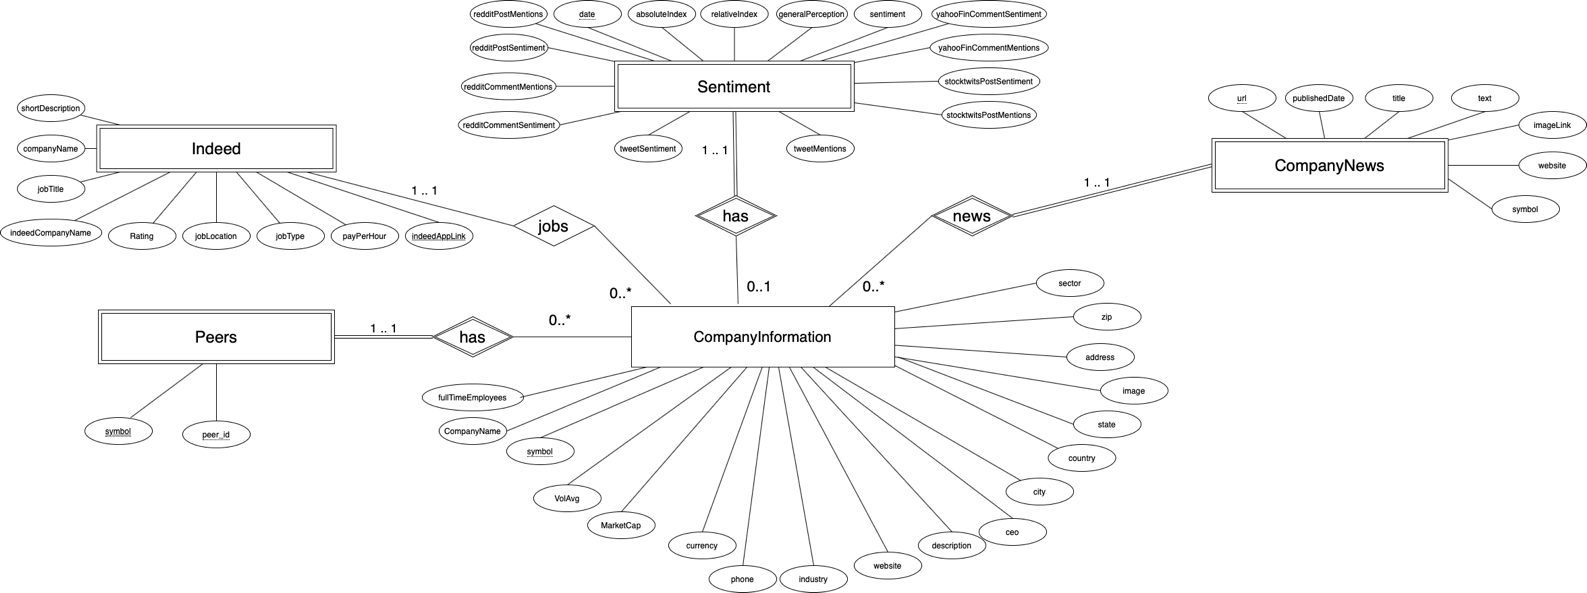 redditPostMentions
date
absoluteIndex
relativeIndex
generalPerception
sentiment
yahooFinCommentSentiment
redditPostSentiment
yahooFinCommentMentions
redditCommentMentions
Sentiment
stocktwitsPostSentiment
redditCommentSentiment
stocktwitsPostMentions
tweetSentiment
tweetMentions
shortDescription
companyName
Indeed
jobTitle
indeedCompanyName
Rating
jobLocation
jobType
payPerHour
indeedAppLink
url
publishedDate
title
text
imageLink
CompanyNews
website
symbol
1 .. 1
jobs
0..*
1 .. 1
has
0..1
1 .. 1
news
0..*
Peers
1 .. 1
has
0..*
symbol
peer_id
CompanyInformation
sector
zip
address
image
state
country
city
ceo
description
website
industry
phone
currency
MarketCap
VolAvg
symbol
CompanyName
fullTimeEmployees